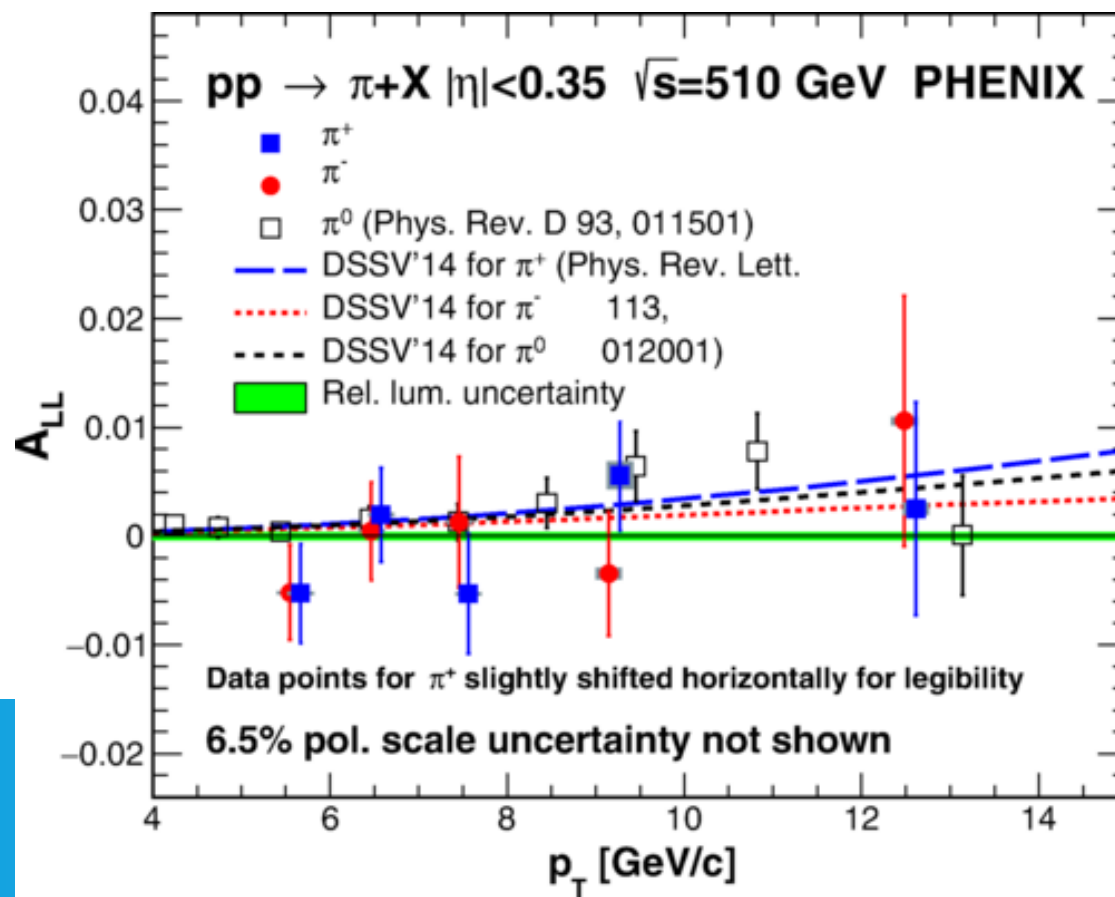 pp → π+X |η|<0.35 √s=510 GeV PHENIX
π⁺
π⁻
π⁰ (Phys. Rev. D 93, 011501)
DSSV'14 for π⁺ (Phys. Rev. Lett.
DSSV'14 for π⁻ 113,
DSSV'14 for π⁰ 012001)
Rel. lum. uncertainty
0.04
0.03
0.02
0.01
0
−0.01
−0.02
A_LL
Data points for π⁺ slightly shifted horizontally for legibility
6.5% pol. scale uncertainty not shown
4 6 8 10 12 14
p_T [GeV/c]